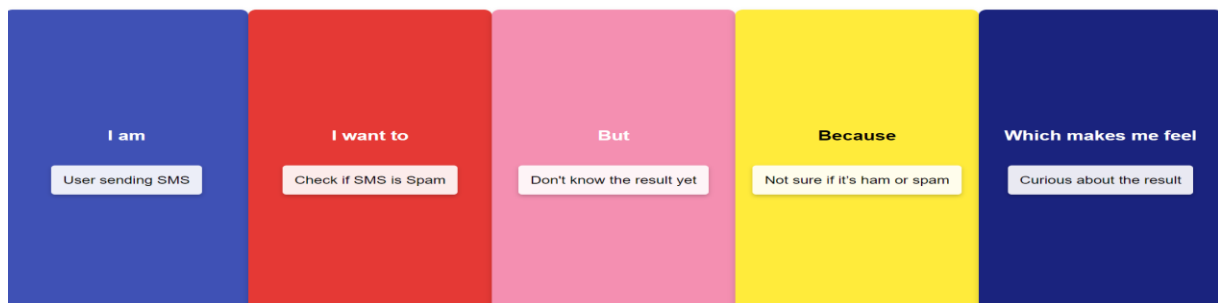 I am
User sending SMS
I want to
Check if SMS is Spam
But
Don't know the result yet
Because
Not sure if it's ham or spam
Which makes me feel
Curious about the result